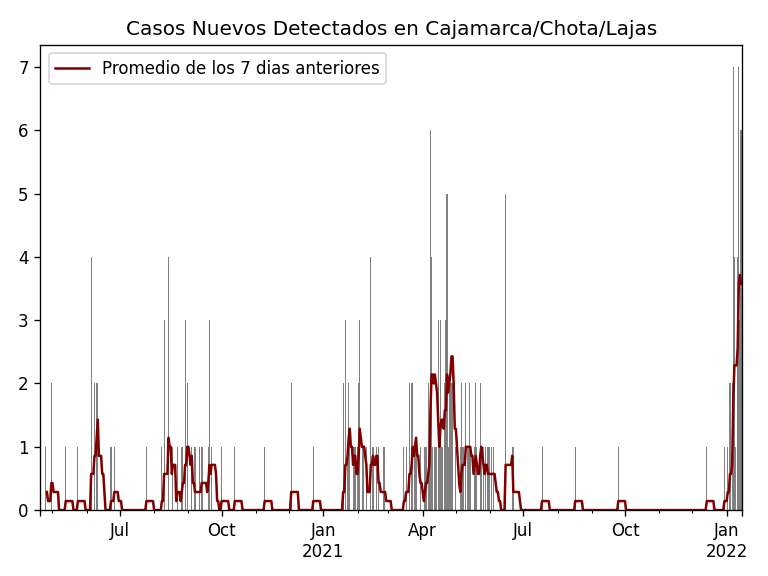 Casos Nuevos Detectados en Cajamarca/Chota/Lajas
Promedio de los 7 dias anteriores
7
6
5
4
3
2
1
0
Jul
Oct
Jan
2021
Apr
Jul
Oct
Jan
2022